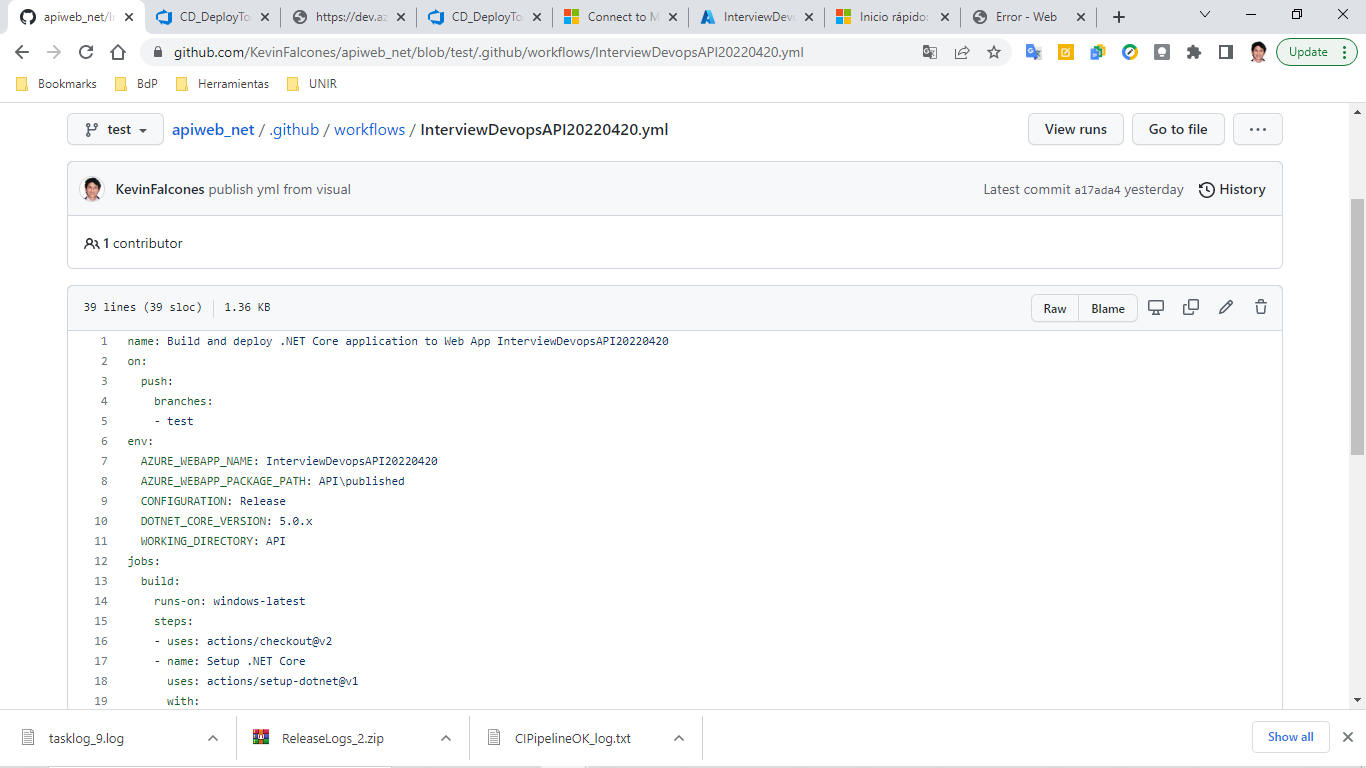 apiweb_net/In
CD_DeployTo
https://dev.az
CD_DeployTo
Connect to M
InterviewDevo
Inicio rápido:
Error - Web
github.com/KevinFalcones/apiweb_net/blob/test/.github/workflows/InterviewDevopsAPI20220420.yml
Update
Bookmarks
BdP
Herramientas
UNIR
test
apiweb_net / .github / workflows / InterviewDevopsAPI20220420.yml
View runs
Go to file
...
KevinFalcones publish yml from visual
Latest commit a17ada4 yesterday
History
1 contributor
39 lines (39 sloc)
1.36 KB
Raw
Blame
1 name: Build and deploy .NET Core application to Web App InterviewDevopsAPI20220420
2 on:
3 push:
4 branches:
5 - test
6 env:
7 AZURE_WEBAPP_NAME: InterviewDevopsAPI20220420
8 AZURE_WEBAPP_PACKAGE_PATH: API\published
9 CONFIGURATION: Release
10 DOTNET_CORE_VERSION: 5.0.x
11 WORKING_DIRECTORY: API
12 jobs:
13 build:
14 runs-on: windows-latest
15 steps:
16 - uses: actions/checkout@v2
17 - name: Setup .NET Core
18 uses: actions/setup-dotnet@v1
19 with:
tasklog_9.log
ReleaseLogs_2.zip
CIPipelineOK_log.txt
Show all